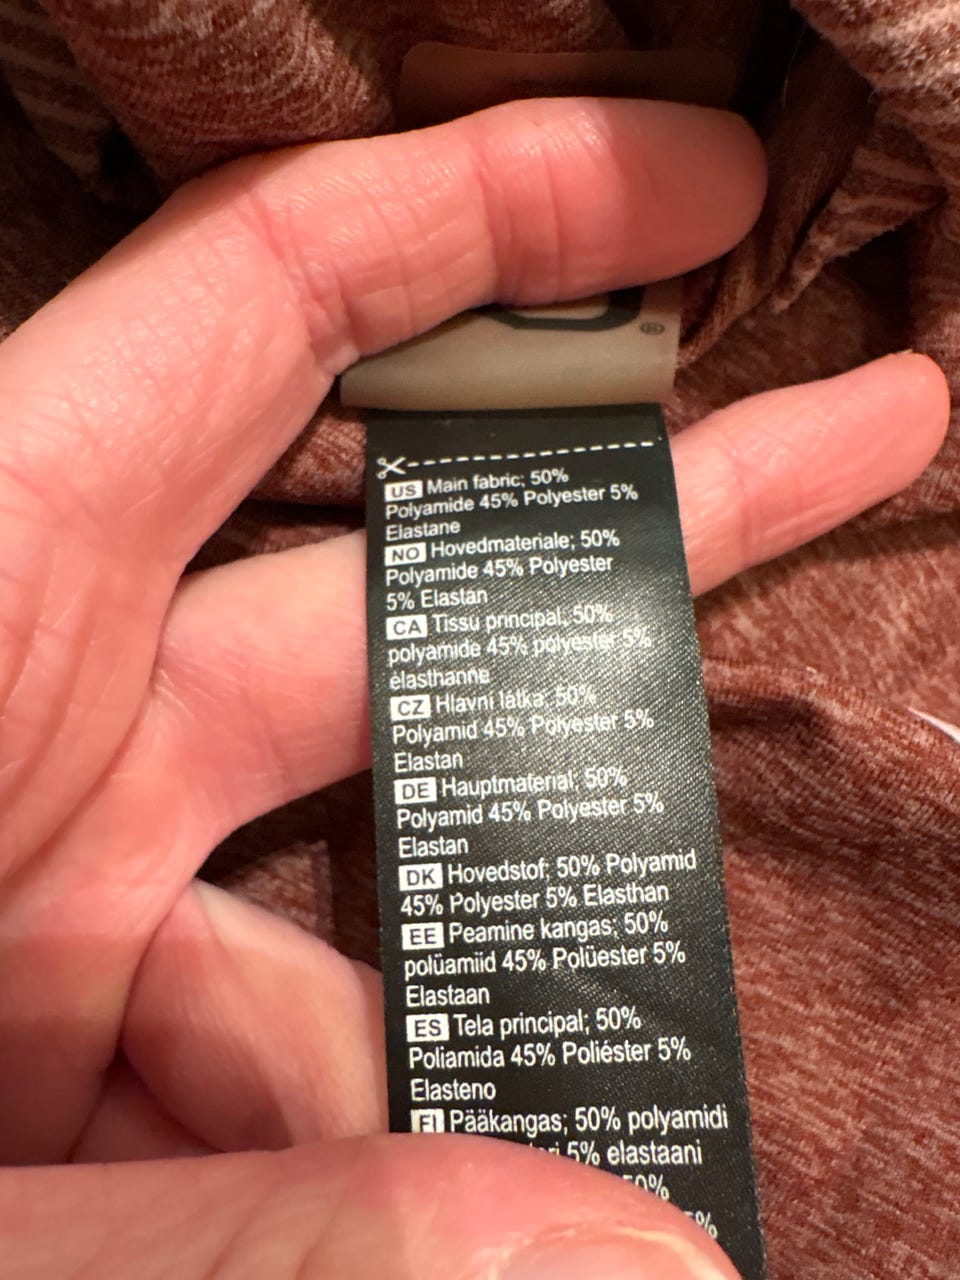 ®
US Main fabric; 50%
Polyamide 45% Polyester 5%
Elastane
NO Hovedmateriale; 50%
Polyamide 45% Polyester
5% Elastan
CA Tissu principal, 50%
polyamide 45% polyester 5%
élasthanne
CZ Hlavní látka, 50%
Polyamid 45% Polyester 5%
Elastan
DE Hauptmaterial, 50%
Polyamid 45% Polyester 5%
Elastan
DK Hovedstof; 50% Polyamid
45% Polyester 5% Elasthan
EE Peamine kangas; 50%
polüamiid 45% Polüester 5%
Elastaan
ES Tela principal; 50%
Poliamida 45% Poliéster 5%
Elasteno
FI Pääkangas; 50% polyamidi
5% elastaani
50%